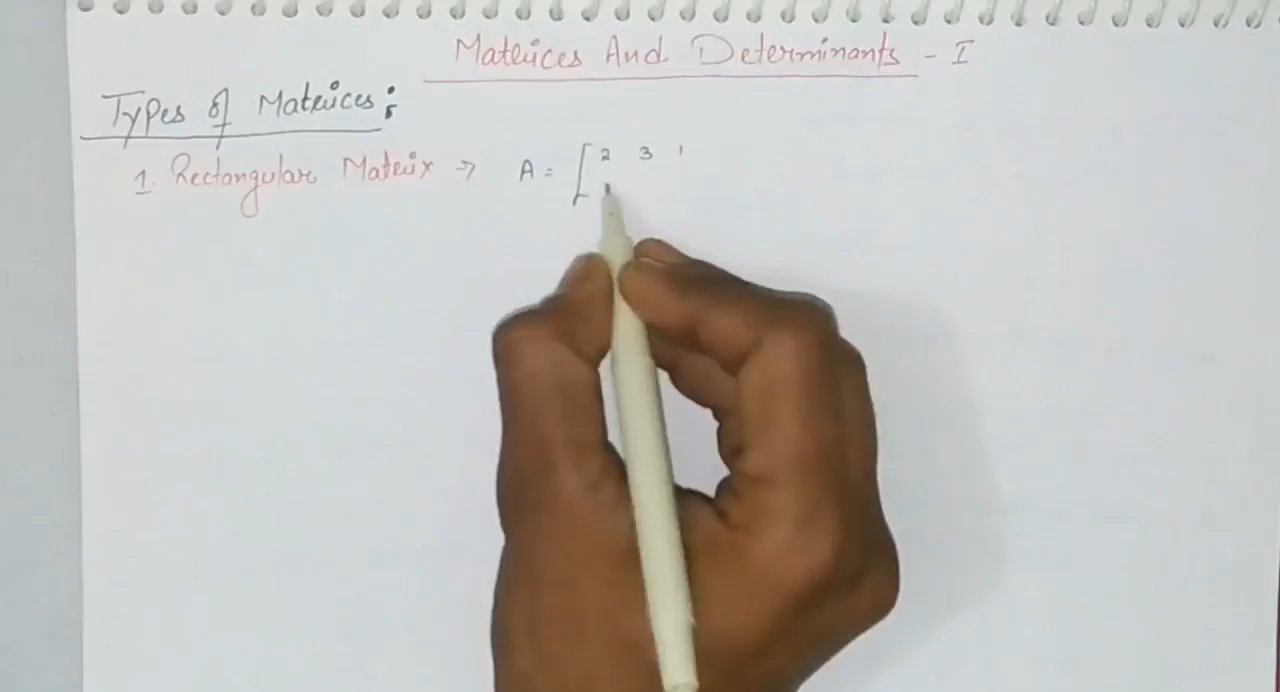 Matrices And Determinants - I
Types of Matrices:
1. Rectangular Matrix → A = [ 2 3 1